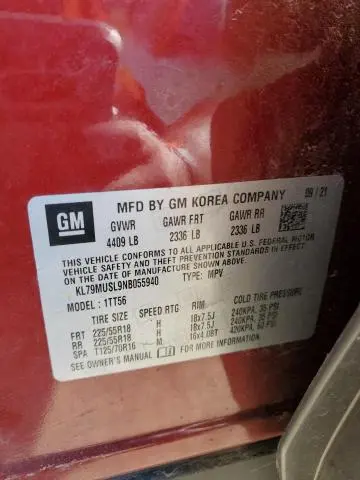 GM
MFD BY GM KOREA COMPANY 09/21
GVWR GAWR FRT GAWR RR
4409 LB 2336 LB 2336 LB
THIS VEHICLE CONFORMS TO ALL APPLICABLE U.S. FEDERAL MOTOR
VEHICLE SAFETY, BUMPER, AND THEFT PREVENTION STANDARDS IN EFFECT
ON THE DATE OF MANUFACTURE SHOWN ABOVE.
KL79MUSL9NB055940 TYPE: MPV
MODEL: 1TT56
TIRE SIZE SPEED RTG RIM COLD TIRE PRESSURE
FRT 225/55R18 H 18x7.5J 240KPA, 35 PSI
RR 225/55R18 H 18x7.5J 240KPA, 35 PSI
SPA T125/70R16 M 16x4.0BT 420KPA, 60 PSI
SEE OWNER'S MANUAL FOR ADDITIONAL INFORMATION.